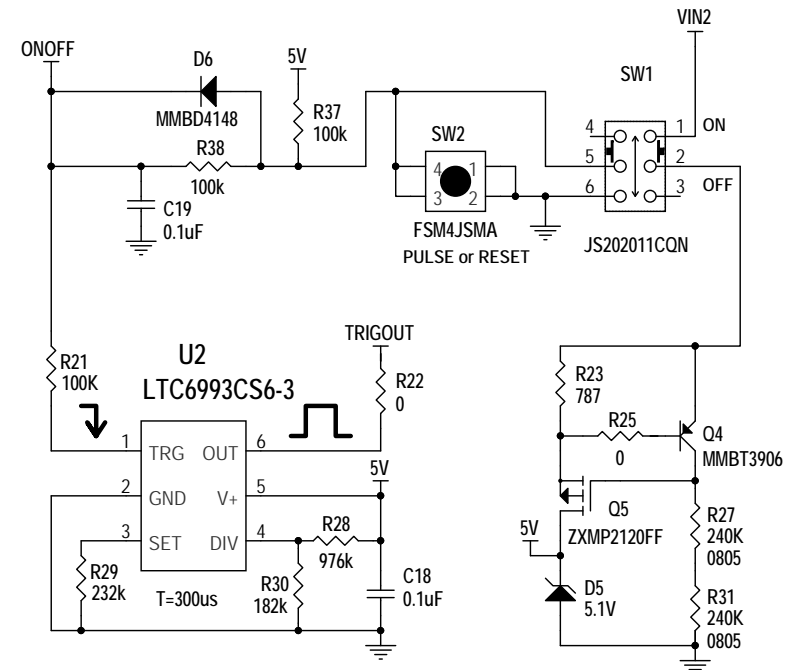 VIN2
ONOFF
D6
MMBD4148
5V
R37
100k
R38
100k
C19
0.1uF
SW2
4
1
3
2
FSM4JSMA
PULSE or RESET
SW1
4
1
ON
5
2
6
3
OFF
JS202011CQN
R21
100K
U2
LTC6993CS6-3
TRIGOUT
R22
0
1
TRG
OUT
6
2
GND
V+
5
5V
3
SET
DIV
4
R28
976k
R29
232k
T=300us
R30
182k
C18
0.1uF
R23
787
R25
0
Q4
MMBT3906
Q5
ZXMP2120FF
5V
D5
5.1V
R27
240K
0805
R31
240K
0805